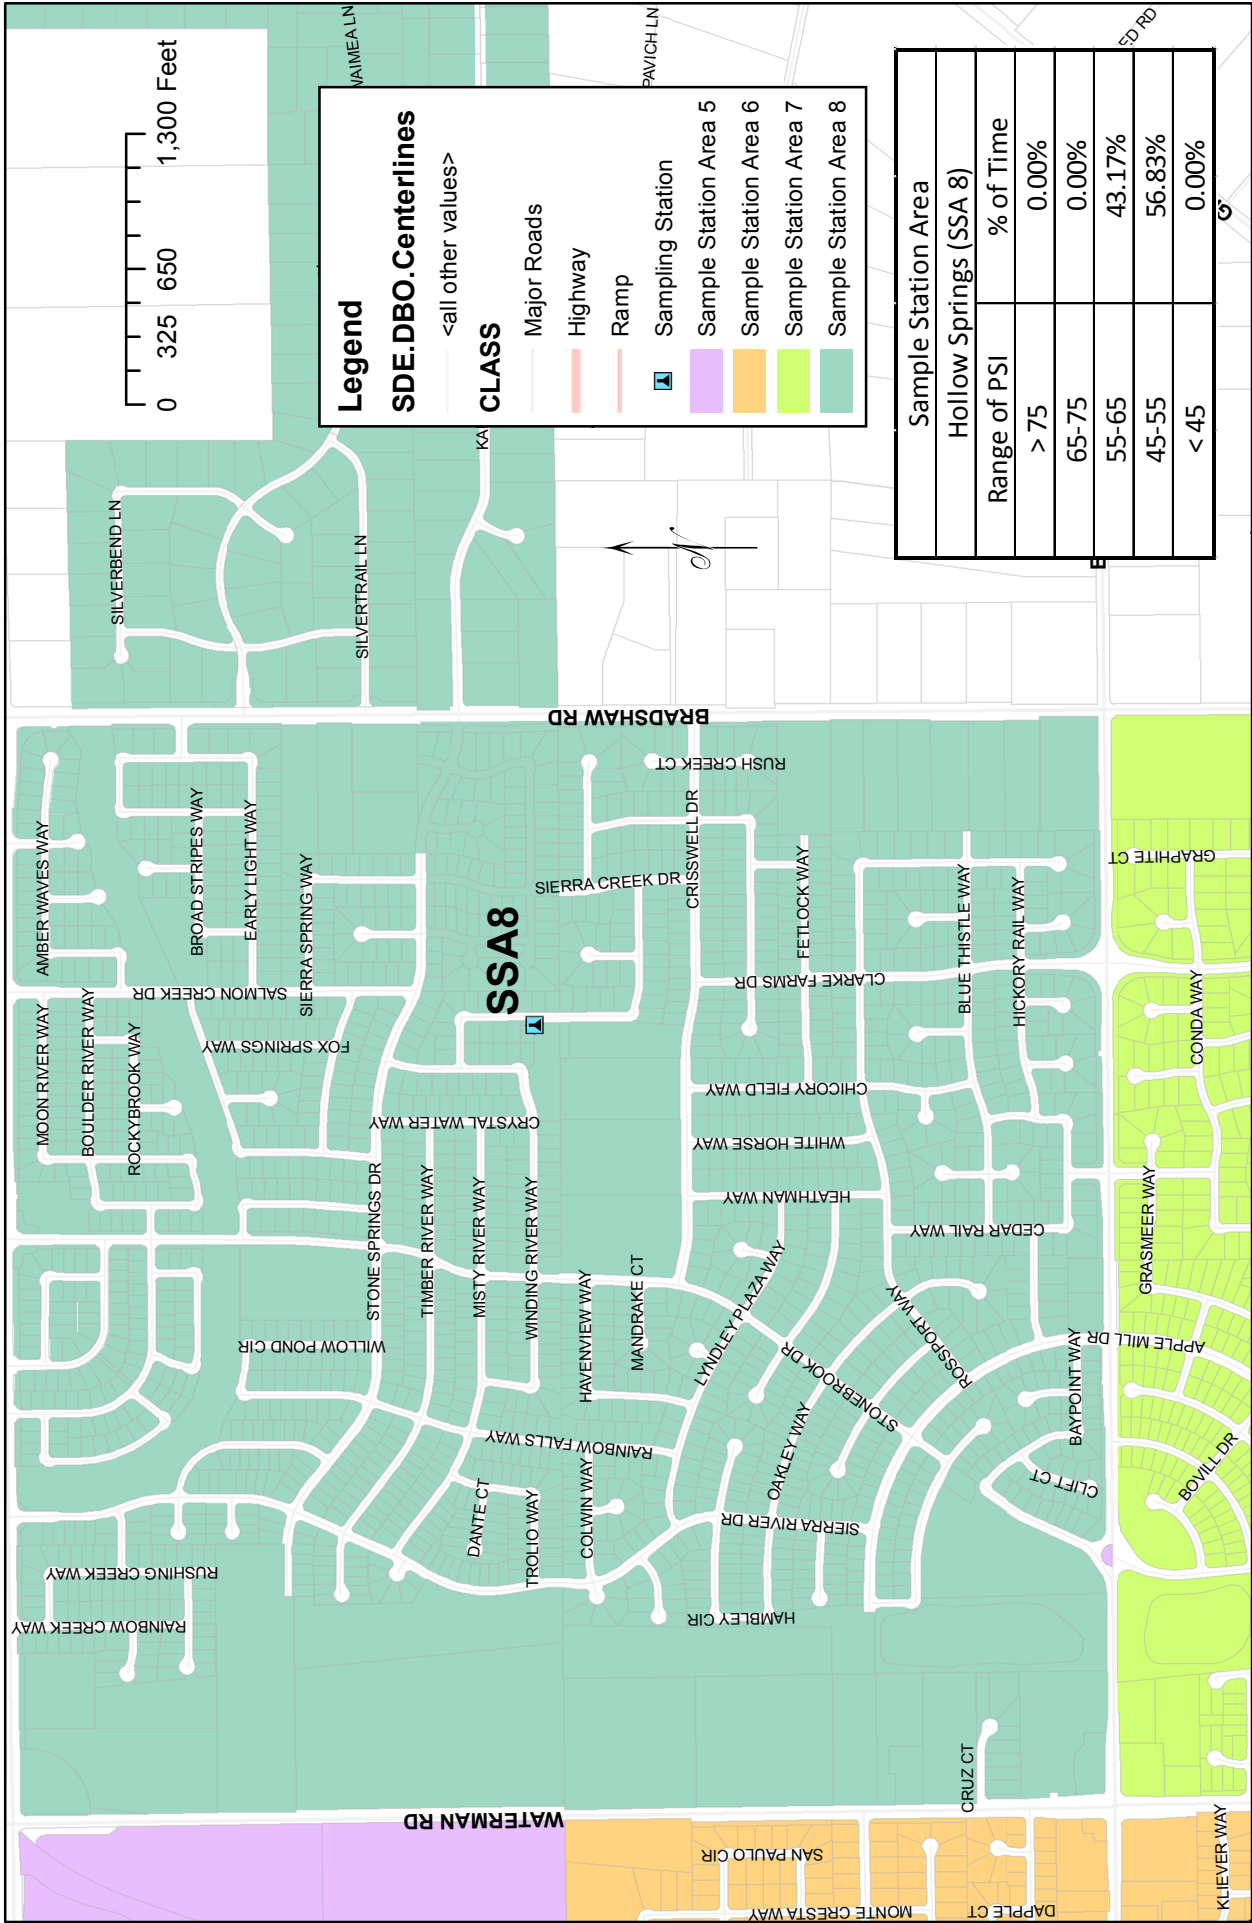 0 325 650 1,300 Feet
Legend
SDE.DBO.Centerlines
<all other values>
CLASS
Major Roads
Highway
Ramp
Sampling Station
Sample Station Area 5
Sample Station Area 6
Sample Station Area 7
Sample Station Area 8
Sample Station Area
Hollow Springs (SSA 8)
Range of PSI % of Time
> 75 0.00%
65-75 0.00%
55-65 43.17%
45-55 56.83%
< 45 0.00%
N
SSA8
WATERMAN RD
BRADSHAW RD
WAIMEA LN
PAVICH LN
SILVERBEND LN
SILVERTRAIL LN
AMBER WAVES WAY
BROAD STRIPES WAY
EARLY LIGHT WAY
SIERRA SPRING WAY
SALMON CREEK DR
FOX SPRINGS WAY
MOON RIVER WAY
BOULDER RIVER WAY
ROCKYBROOK WAY
CRYSTAL WATER WAY
STONE SPRINGS DR
TIMBER RIVER WAY
MISTY RIVER WAY
WINDING RIVER WAY
WILLOW POND CIR
RAINBOW FALLS WAY
HAVENVIEW WAY
MANDRAKE CT
DANTE CT
TROLIO WAY
COLWIN WAY
RUSHING CREEK WAY
RAINBOW CREEK WAY
HAMBLEY CIR
SIERRA RIVER DR
OAKLEY WAY
LYNDLEY PLAZA WAY
STONEBROOK DR
ROSSPORT WAY
SIERRA CREEK DR
RUSH CREEK CT
CRISSWELL DR
FETLOCK WAY
CLARKE FARMS DR
CHICORY FIELD WAY
WHITE HORSE WAY
HEATHMAN WAY
CEDAR RAIL WAY
BLUE THISTLE WAY
HICKORY RAIL WAY
GRAPHITE CT
CONDA WAY
GRASMEER WAY
APPLE MILL DR
BAYPOINT WAY
CLIFT CT
BOVILL DR
CRUZ CT
SAN PAULO CIR
MONTE CRESTA WAY
DAPPLE CT
KLIEVER WAY